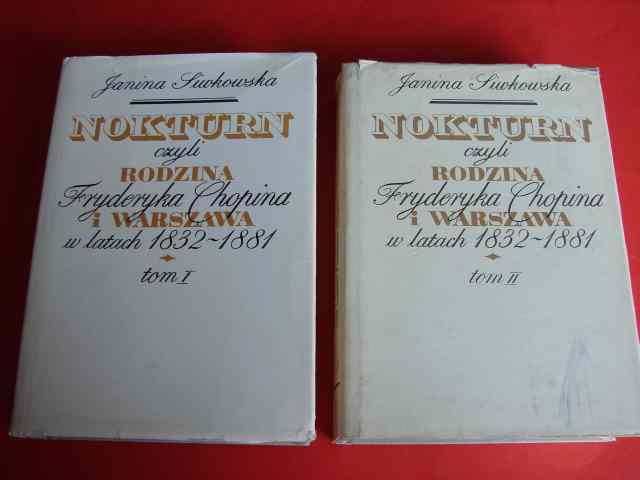 Janina Siwkowska
NOKTURN
czyli
RODZINA
Fryderyka Chopina
i WARSZAWA
w latach 1832~1881
tom I
Janina Siwkowska
NOKTURN
czyli
RODZINA
Fryderyka Chopina
i WARSZAWA
w latach 1832~1881
tom II